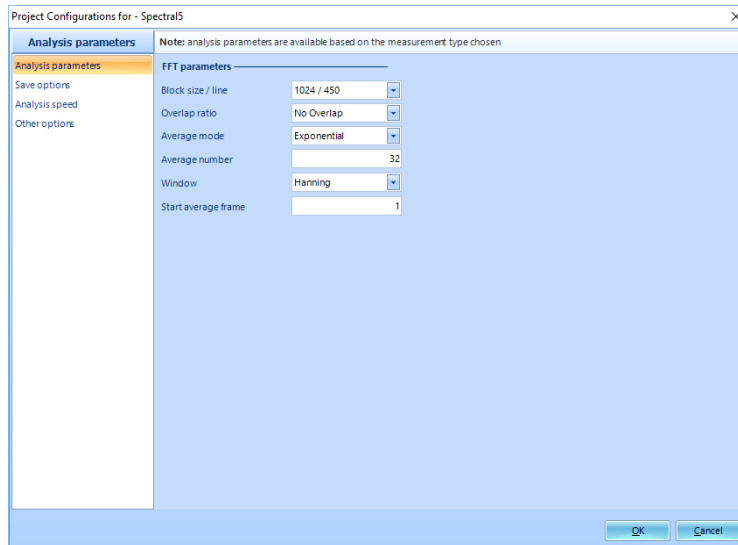 Project Configurations for - Spectral5
Analysis parameters
Note: analysis parameters are available based on the measurement type chosen
Analysis parameters
Save options
Analysis speed
Other options
FFT parameters
Block size / line 1024 / 450
Overlap ratio No Overlap
Average mode Exponential
Average number 32
Window Hanning
Start average frame 1
OK Cancel